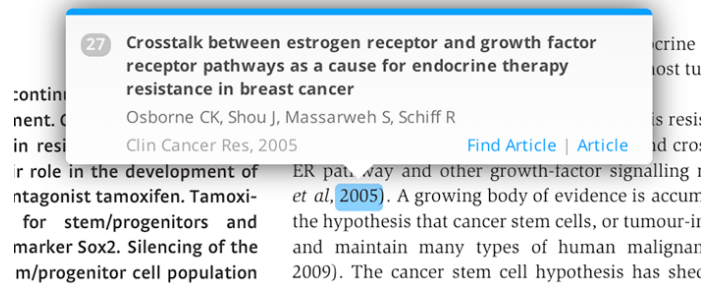 27 Crosstalk between estrogen receptor and growth factor
receptor pathways as a cause for endocrine therapy
resistance in breast cancer
Osborne CK, Shou J, Massarweh S, Schiff R
Clin Cancer Res, 2005 Find Article | Article
role in the development of
ntagonist tamoxifen. Tamoxi-
for stem/progenitors and
marker Sox2. Silencing of the
m/progenitor cell population
ocrine
ost tu
is resis
nd cros
ER pathway and other growth-factor signalling
et al, 2005). A growing body of evidence is accum
the hypothesis that cancer stem cells, or tumour-in
and maintain many types of human malignan
2009). The cancer stem cell hypothesis has shed